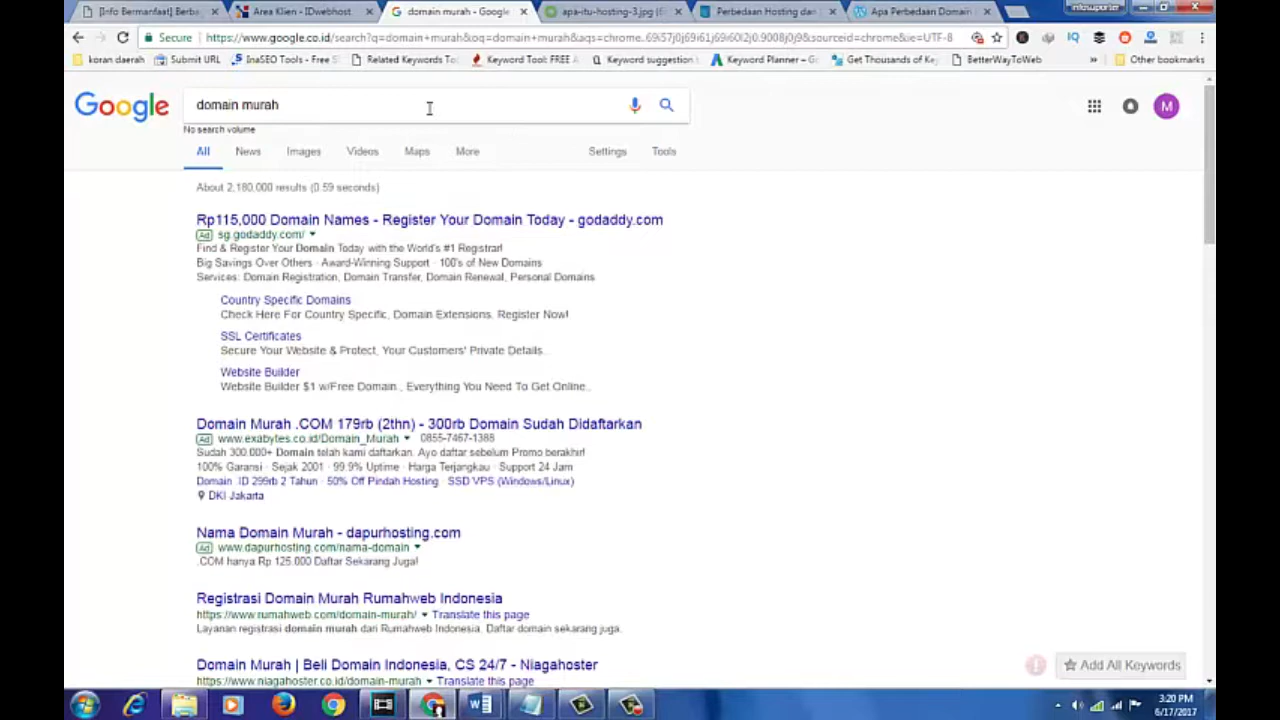 [Info Bermanfaat] Berba
Area Klien - IDwebhost
domain murah - Google
apa-itu-hosting-3.jpg (6
Perbedaan Hosting dan
Apa Perbedaan Domain
infosuporter
Secure
https://www.google.co.id/search?q=domain+murah&oq=domain+murah&aqs=chrome..69i57j0j69i61j69i60l2j0.9008j0j9&sourceid=chrome&ie=UTF-8
koran daerah
Submit URL
InaSEO Tools - Free S
Related Keywords To
Keyword Tool: FREE A
Keyword suggestion
Keyword Planner – Go
Get Thousands of Key
BetterWayToWeb
»
Other bookmarks
Google
domain murah
M
No search volume
All
News
Images
Videos
Maps
More
Settings
Tools
About 2,180,000 results (0.59 seconds)
Rp115,000 Domain Names - Register Your Domain Today - godaddy.com
Ad sg.godaddy.com/
Find & Register Your Domain Today with the World's #1 Registrar!
Big Savings Over Others · Award-Winning Support · 100's of New Domains
Services: Domain Registration, Domain Transfer, Domain Renewal, Personal Domains
Country Specific Domains
Check Here For Country Specific, Domain Extensions, Register Now!
SSL Certificates
Secure Your Website & Protect, Your Customers' Private Details.
Website Builder
Website Builder $1 w/Free Domain., Everything You Need To Get Online..
Domain Murah .COM 179rb (2thn) - 300rb Domain Sudah Didaftarkan
Ad www.exabytes.co.id/Domain_Murah 0855-7467-1388
Sudah 300.000+ Domain telah kami daftarkan. Ayo daftar sebelum Promo berakhir!
100% Garansi · Sejak 2001 · 99.9% Uptime · Harga Terjangkau · Support 24 Jam
Domain .ID 299rb 2 Tahun · 50% Off Pindah Hosting · SSD VPS (Windows/Linux)
DKI Jakarta
Nama Domain Murah - dapurhosting.com
Ad www.dapurhosting.com/nama-domain
.COM hanya Rp 125.000 Daftar Sekarang Juga!
Registrasi Domain Murah Rumahweb Indonesia
https://www.rumahweb.com/domain-murah/ Translate this page
Layanan registrasi domain murah dari Rumahweb Indonesia. Daftar domain sekarang juga.
Domain Murah | Beli Domain Indonesia, CS 24/7 - Niagahoster
https://www.niagahoster.co.id/domain-murah Translate this page
Add All Keywords
3:20 PM
6/17/2017